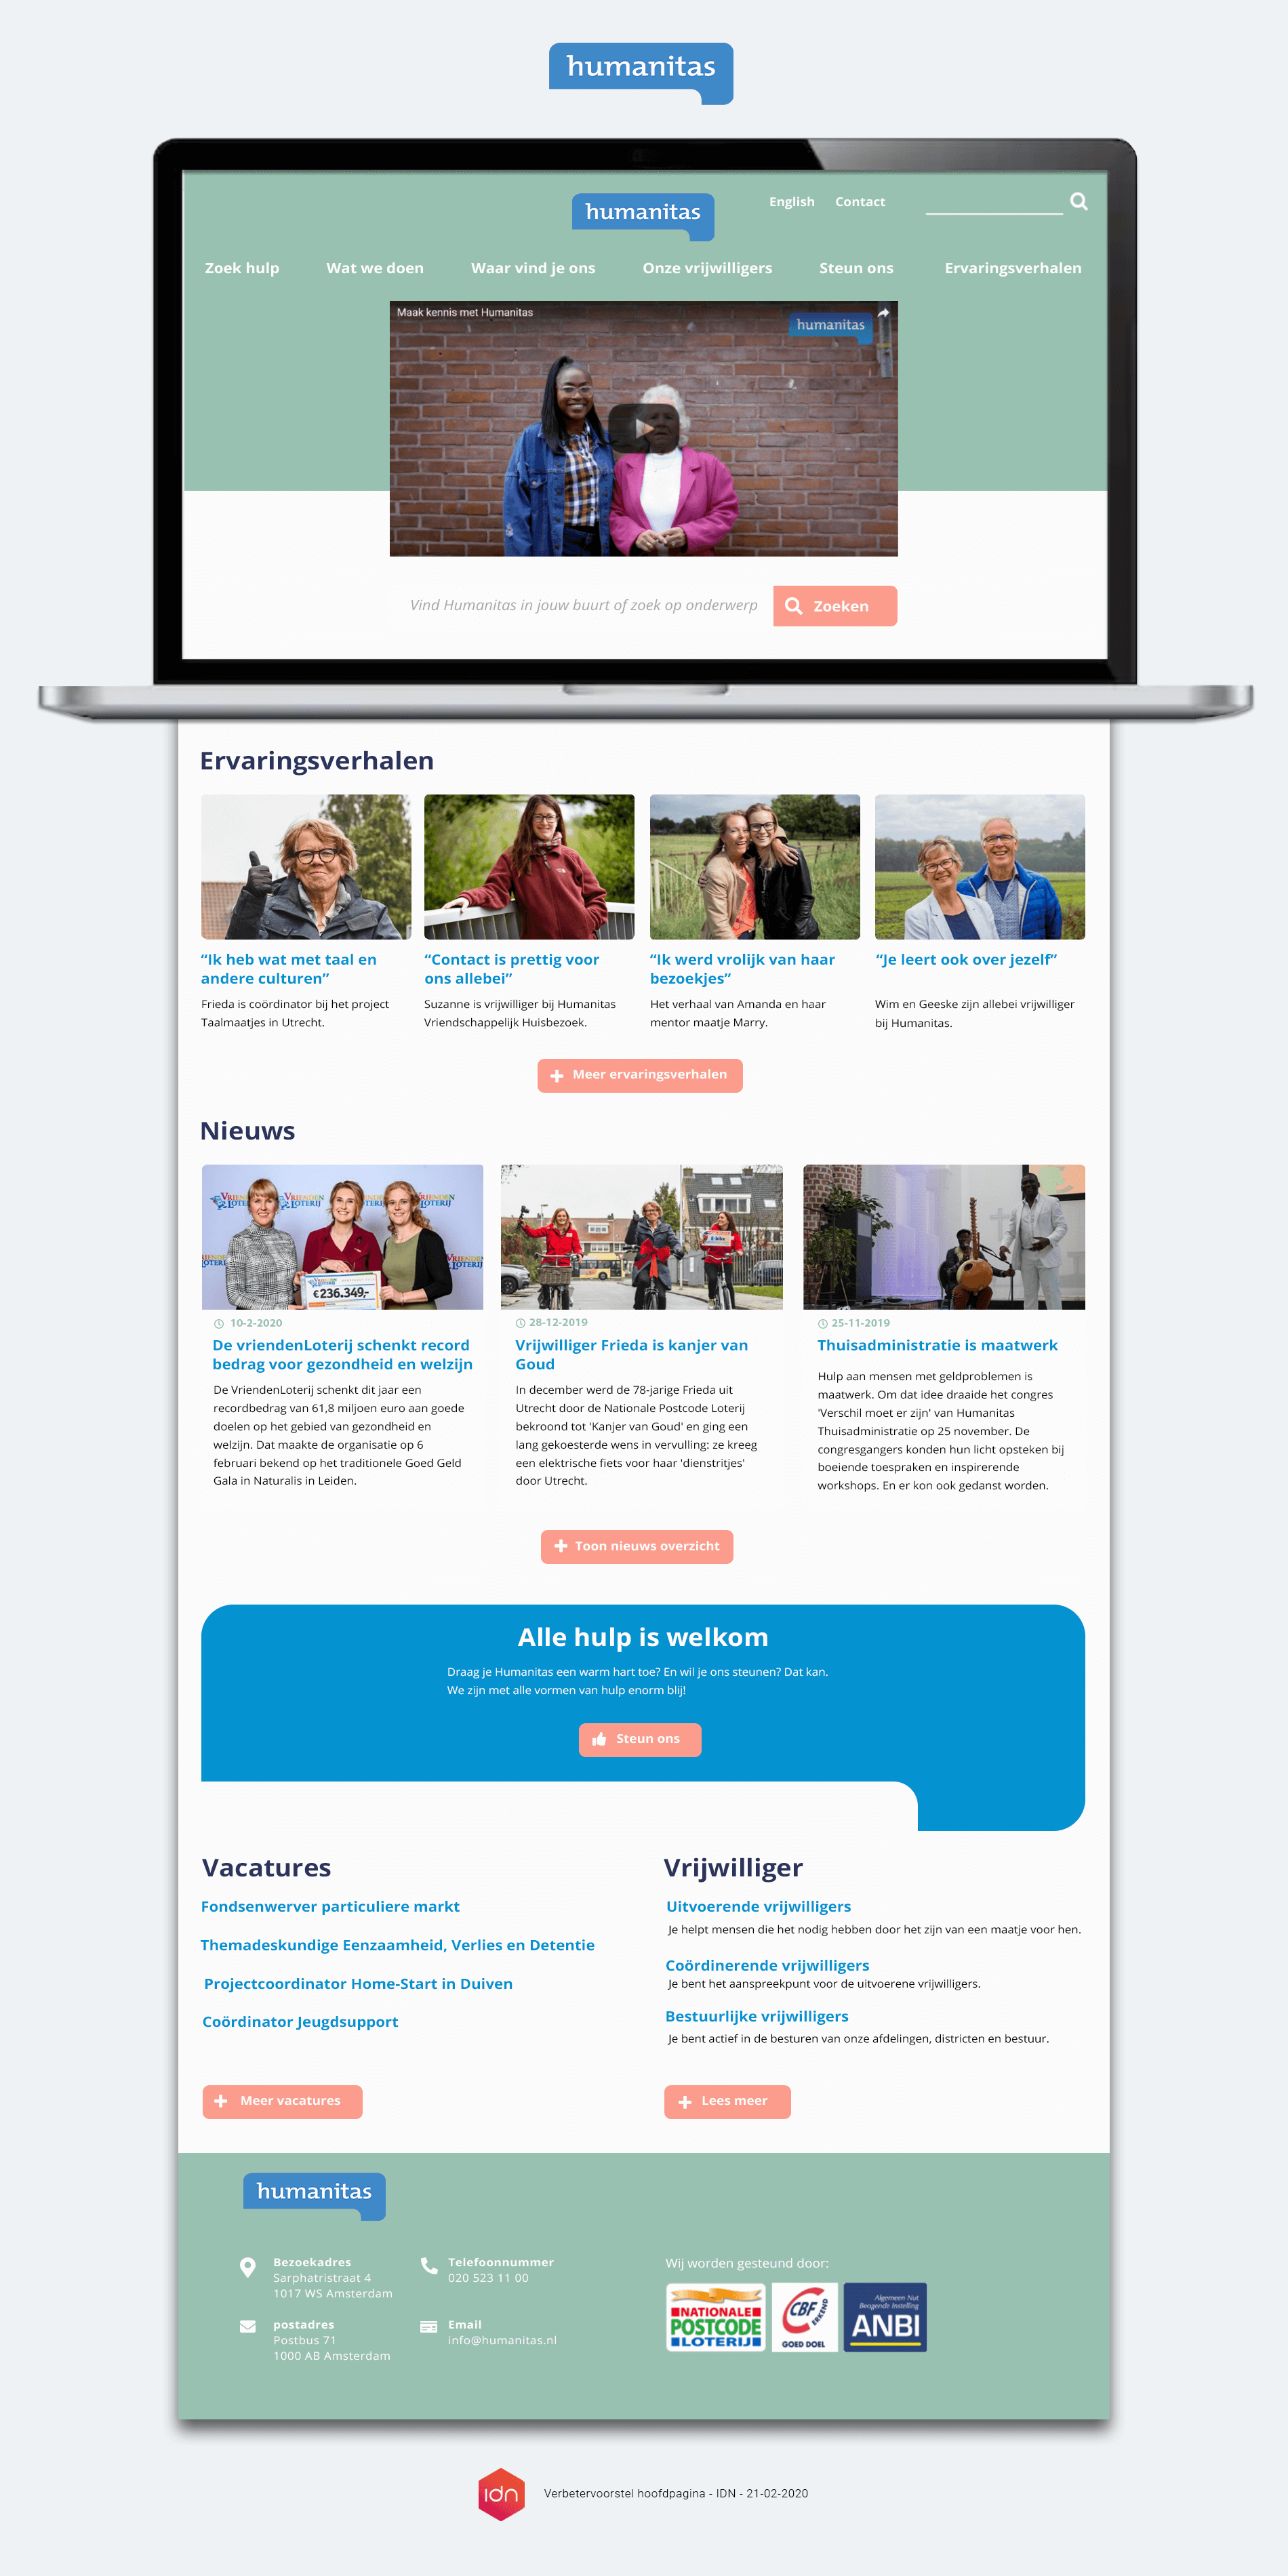 humanitas
humanitas
English Contact
Zoek hulp Wat we doen Waar vind je ons Onze vrijwilligers Steun ons Ervaringsverhalen
Maak kennis met Humanitas
humanitas
Vind Humanitas in jouw buurt of zoek op onderwerp
Zoeken
Ervaringsverhalen
“Ik heb wat met taal en
andere culturen”
Frieda is coördinator bij het project
Taalmaatjes in Utrecht.
“Contact is prettig voor
ons allebei”
Suzanne is vrijwilliger bij Humanitas
Vriendschappelijk Huisbezoek.
“Ik werd vrolijk van haar
bezoekjes”
Het verhaal van Amanda en haar
mentor maatje Marry.
“Je leert ook over jezelf”
Wim en Geeske zijn allebei vrijwilliger
bij Humanitas.
Meer ervaringsverhalen
Nieuws
VRIENDEN
LOTERIJ
€236.349,-
10-2-2020
De vriendenLoterij schenkt record
bedrag voor gezondheid en welzijn
De VriendenLoterij schenkt dit jaar een
recordbedrag van 61,8 miljoen euro aan goede
doelen op het gebied van gezondheid en
welzijn. Dat maakte de organisatie op 6
februari bekend op het traditionele Goed Geld
Gala in Naturalis in Leiden.
28-12-2019
Vrijwilliger Frieda is kanjer van
Goud
In december werd de 78-jarige Frieda uit
Utrecht door de Nationale Postcode Loterij
bekroond tot 'Kanjer van Goud' en ging een
lang gekoesterde wens in vervulling: ze kreeg
een elektrische fiets voor haar 'dienstritjes'
door Utrecht.
25-11-2019
Thuisadministratie is maatwerk
Hulp aan mensen met geldproblemen is
maatwerk. Om dat idee draaide het congres
'Verschil moet er zijn' van Humanitas
Thuisadministratie op 25 november. De
congresgangers konden hun licht opsteken bij
boeiende toespraken en inspirerende
workshops. En er kon ook gedanst worden.
Toon nieuws overzicht
Alle hulp is welkom
Draag je Humanitas een warm hart toe? En wil je ons steunen? Dat kan.
We zijn met alle vormen van hulp enorm blij!
Steun ons
Vacatures
Fondsenwerver particuliere markt
Themadeskundige Eenzaamheid, Verlies en Detentie
Projectcoordinator Home-Start in Duiven
Coördinator Jeugdsupport
Meer vacatures
Vrijwilliger
Uitvoerende vrijwilligers
Je helpt mensen die het nodig hebben door het zijn van een maatje voor hen.
Coördinerende vrijwilligers
Je bent het aanspreekpunt voor de uitvoerene vrijwilligers.
Bestuurlijke vrijwilligers
Je bent actief in de besturen van onze afdelingen, districten en bestuur.
Lees meer
humanitas
Bezoekadres
Sarphatristraat 4
1017 WS Amsterdam
Telefoonnummer
020 523 11 00
postadres
Postbus 71
1000 AB Amsterdam
Email
info@humanitas.nl
Wij worden gesteund door:
NATIONALE
POSTCODE
LOTERIJ
CBF
ERKEND
GOED DOEL
Algemeen Nut
Beogende Instelling
ANBI
idn
Verbetervoorstel hoofdpagina - IDN - 21-02-2020